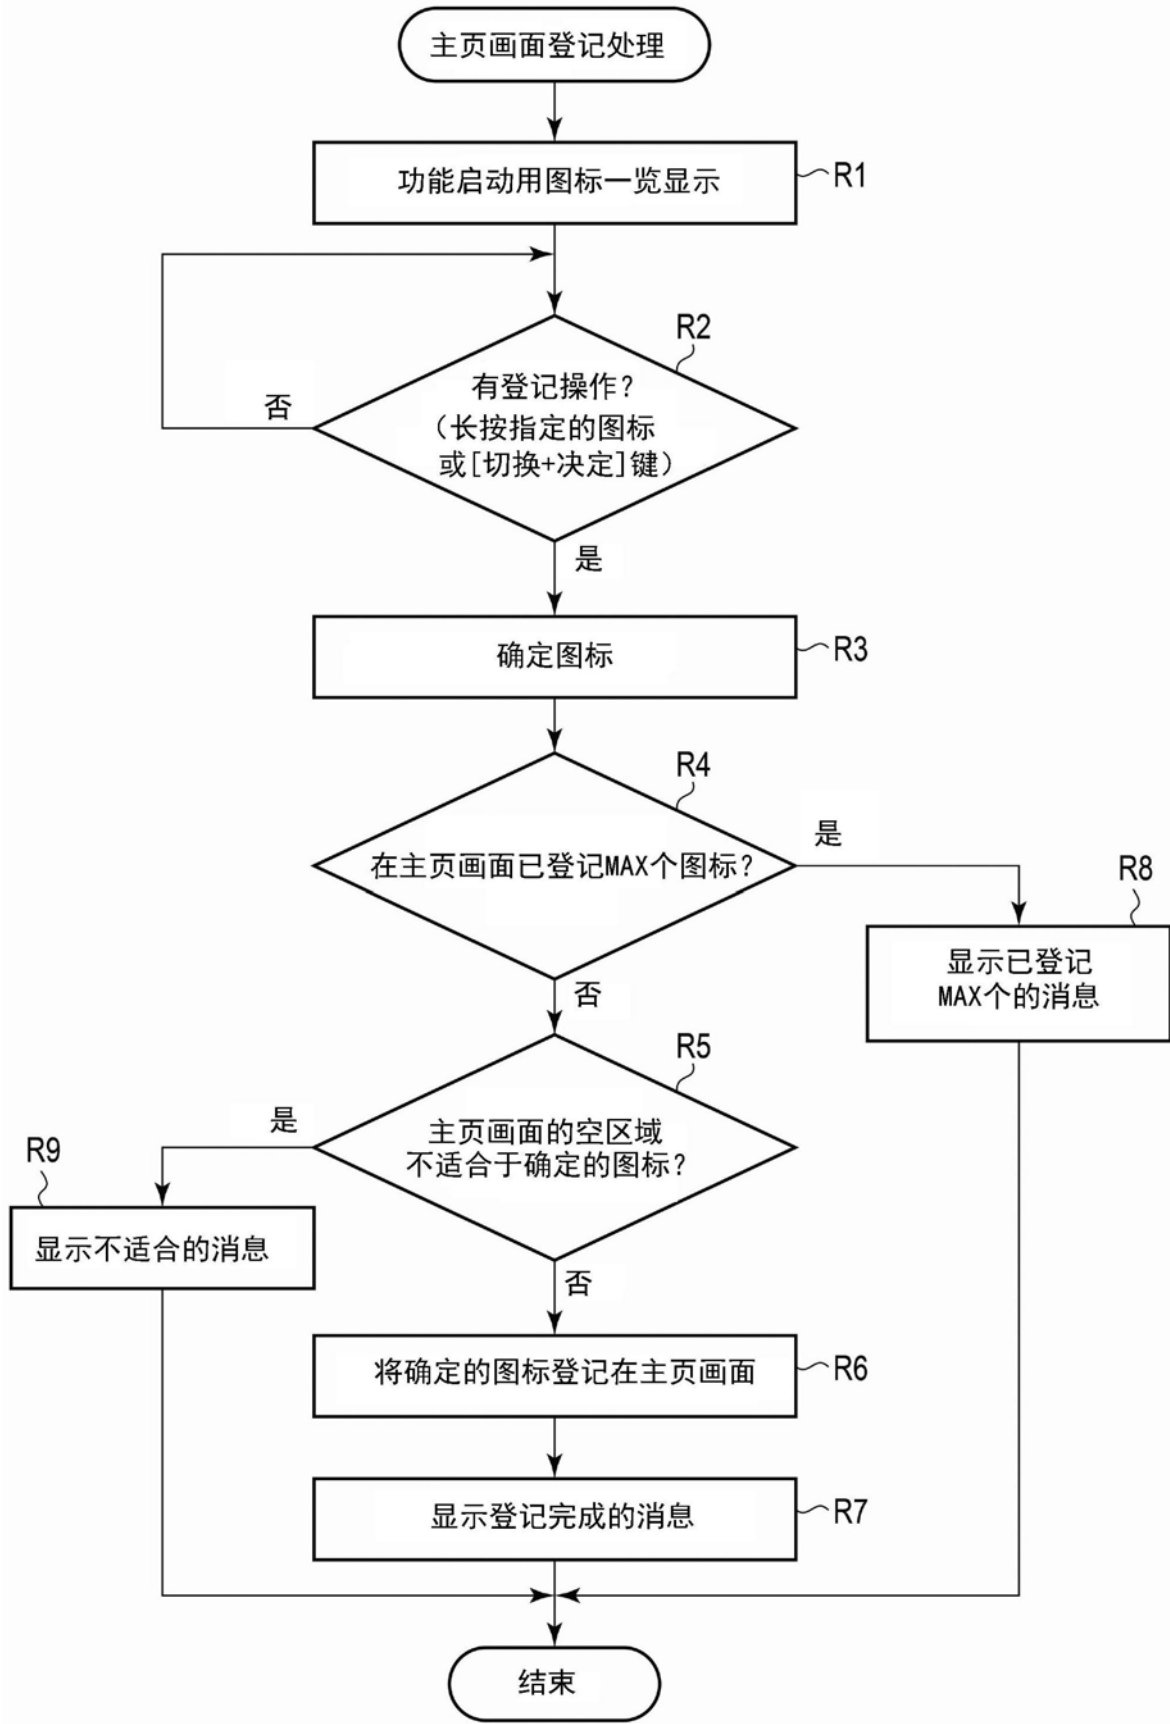 主页画面登记处理
功能启动用图标一览显示
R1
R2
有登记操作？
（长按指定的图标
或[切换+决定]键）
否
是
确定图标
R3
R4
在主页画面已登记MAX个图标？
是
R8
显示已登记
MAX个的消息
否
R5
主页画面的空区域
不适合于确定的图标？
是
R9
显示不适合的消息
否
将确定的图标登记在主页画面
R6
显示登记完成的消息
R7
结束